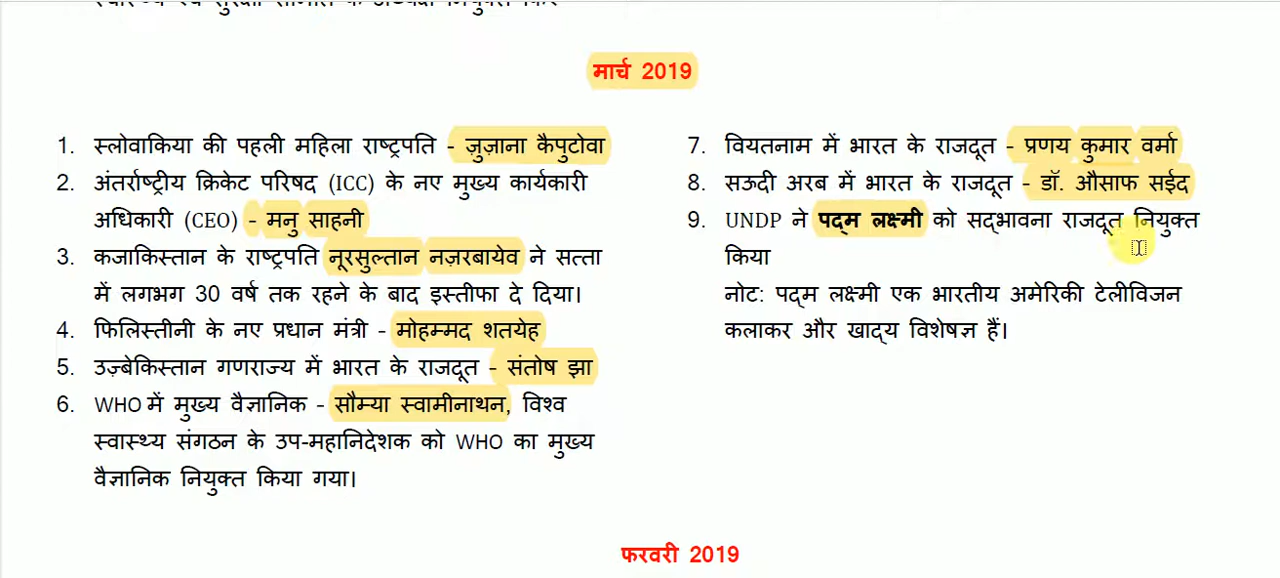 मार्च 2019
1. स्लोवाकिया की पहली महिला राष्ट्रपति - ज़ुज़ाना कैपुटोवा
2. अंतर्राष्ट्रीय क्रिकेट परिषद (ICC) के नए मुख्य कार्यकारी
अधिकारी (CEO) - मनु साहनी
3. कजाकिस्तान के राष्ट्रपति नूरसुल्तान नज़रबायेव ने सत्ता
में लगभग 30 वर्ष तक रहने के बाद इस्तीफा दे दिया।
4. फिलिस्तीनी के नए प्रधान मंत्री - मोहम्मद शतयेह
5. उज़्बेकिस्तान गणराज्य में भारत के राजदूत - संतोष झा
6. WHO में मुख्य वैज्ञानिक - सौम्या स्वामीनाथन, विश्व
स्वास्थ्य संगठन के उप-महानिदेशक को WHO का मुख्य
वैज्ञानिक नियुक्त किया गया।
7. वियतनाम में भारत के राजदूत - प्रणय कुमार वर्मा
8. सऊदी अरब में भारत के राजदूत - डॉ. औसाफ सईद
9. UNDP ने पद्म लक्ष्मी को सद्भावना राजदूत नियुक्त
किया
नोट: पद्म लक्ष्मी एक भारतीय अमेरिकी टेलीविजन
कलाकर और खाद्य विशेषज्ञ हैं।
फरवरी 2019